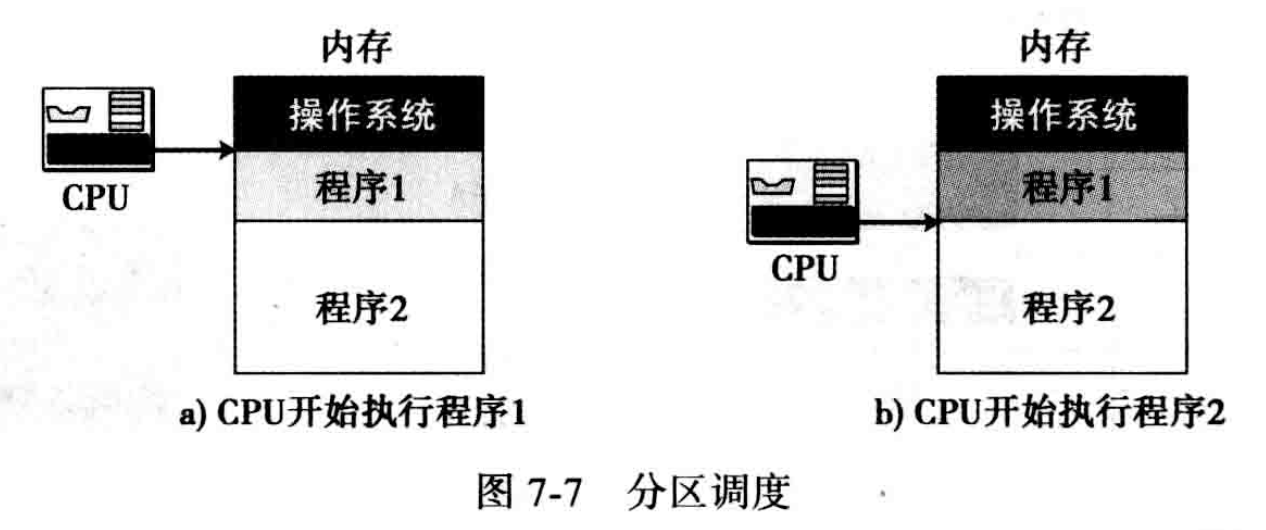 内存
操作系统
程序1
程序2
CPU
a) CPU开始执行程序1
内存
操作系统
程序1
程序2
CPU
b) CPU开始执行程序2
图 7-7 分区调度